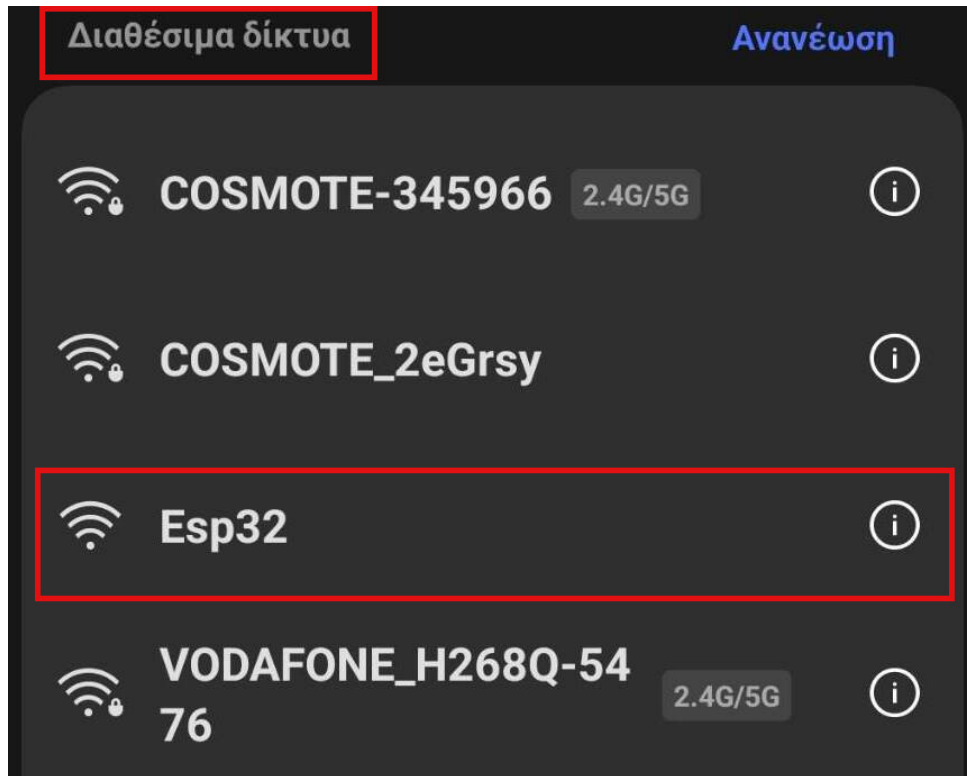 Διαθέσιμα δίκτυα
Ανανέωση
COSMOTE-345966 2.4G/5G
COSMOTE_2eGrsy
Esp32
VODAFONE_H268Q-54
76
2.4G/5G